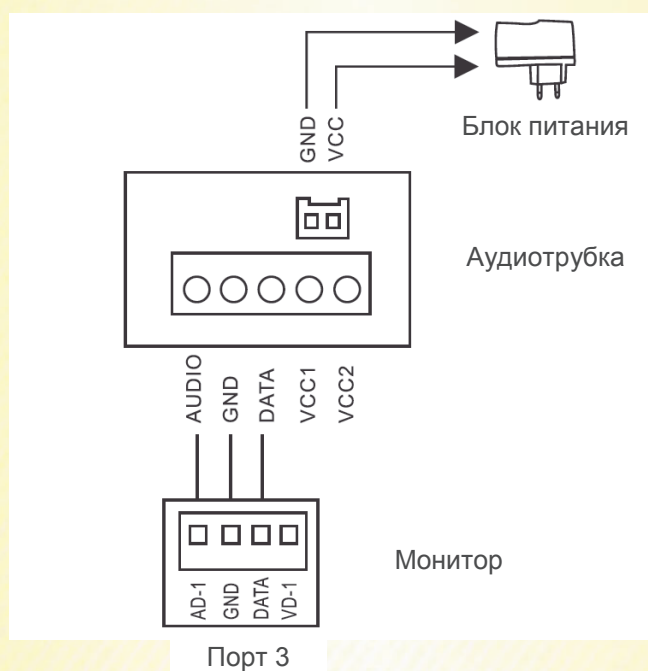 GND
VCC
Блок питания
Аудиотрубка
AUDIO
GND
DATA
VCC1
VCC2
Монитор
AD-1
GND
DATA
VD-1
Порт 3